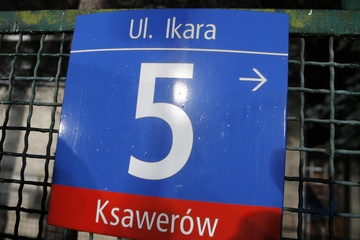 Ul. Ikara
5 →
Ksawerów